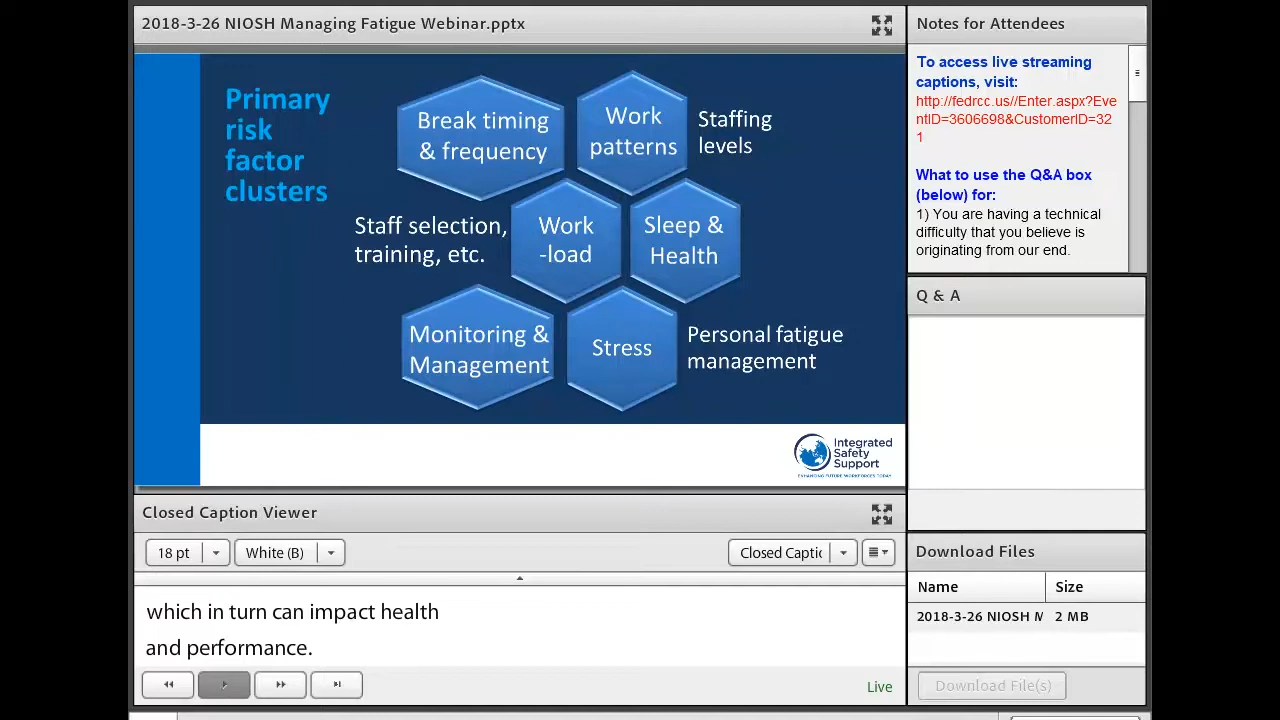 2018-3-26 NIOSH Managing Fatigue Webinar.pptx
Primary
risk
factor
clusters
Break timing
& frequency
Work
patterns
Staffing
levels
Staff selection,
training, etc.
Work
-load
Sleep &
Health
Monitoring &
Management
Stress
Personal fatigue
management
Integrated
Safety
Support
ENHANCING FUTURE WORKFORCES TODAY
Closed Caption Viewer
18 pt
White (B)
Closed Captic
which in turn can impact health
and performance.
Live
Notes for Attendees
To access live streaming
captions, visit:
http://fedrcc.us//Enter.aspx?Eve
ntID=3606698&CustomerID=32
1
What to use the Q&A box
(below) for:
1) You are having a technical
difficulty that you believe is
originating from our end.
Q & A
Download Files
Name Size
2018-3-26 NIOSH M 2 MB
Download File(s)